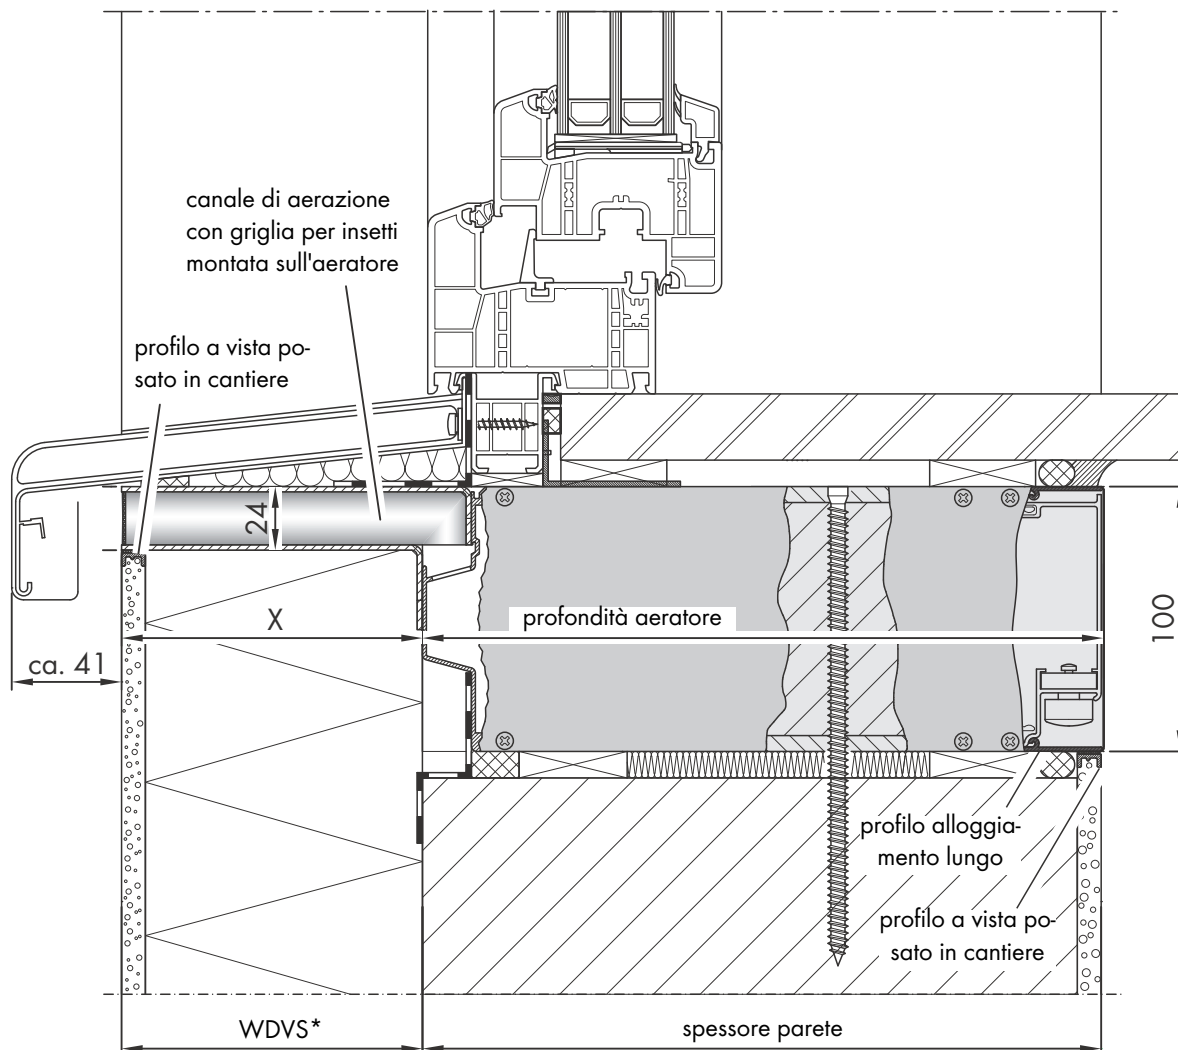 canale di aerazione
con griglia per insetti
montata sull'aeratore
profilo a vista po-
sato in cantiere
24
X
profondità aeratore
100
ca. 41
profilo alloggia-
mento lungo
profilo a vista po-
sato in cantiere
WDVS*
spessore parete